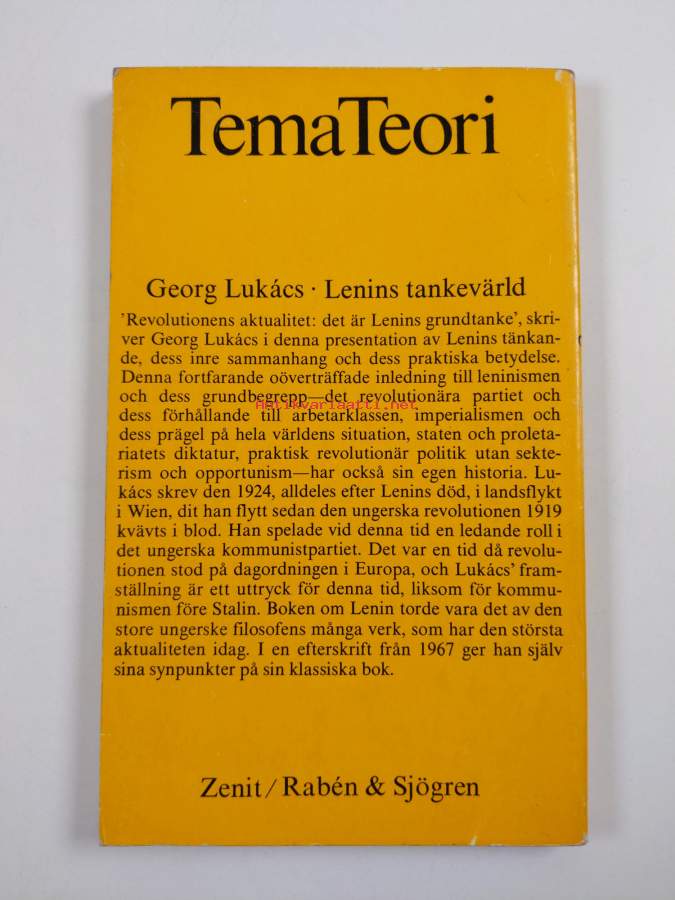 TemaTeori
Georg Lukács · Lenins tankevärld
'Revolutionens aktualitet: det är Lenins grundtanke', skri-
ver Georg Lukács i denna presentation av Lenins tänkan-
de, dess inre sammanhang och dess praktiska betydelse.
Denna fortfarande oöverträffade inledning till leninismen
och dess grundbegrepp—det revolutionära partiet och
Antikvariaatti.net
dess förhållande till arbetarklassen, imperialismen och
dess prägel på hela världens situation, staten och proleta-
riatets diktatur, praktisk revolutionär politik utan sekte-
rism och opportunism—har också sin egen historia. Lu-
kács skrev den 1924, alldeles efter Lenins död, i landsflykt
i Wien, dit han flytt sedan den ungerska revolutionen 1919
kvävts i blod. Han spelade vid denna tid en ledande roll i
det ungerska kommunistpartiet. Det var en tid då revolu-
tionen stod på dagordningen i Europa, och Lukács' fram-
ställning är ett uttryck för denna tid, liksom för kommu-
nismen före Stalin. Boken om Lenin torde vara det av den
store ungerske filosofens många verk, som har den största
aktualiteten idag. I en efterskrift från 1967 ger han själv
sina synpunkter på sin klassiska bok.
Zenit/Rabén & Sjögren